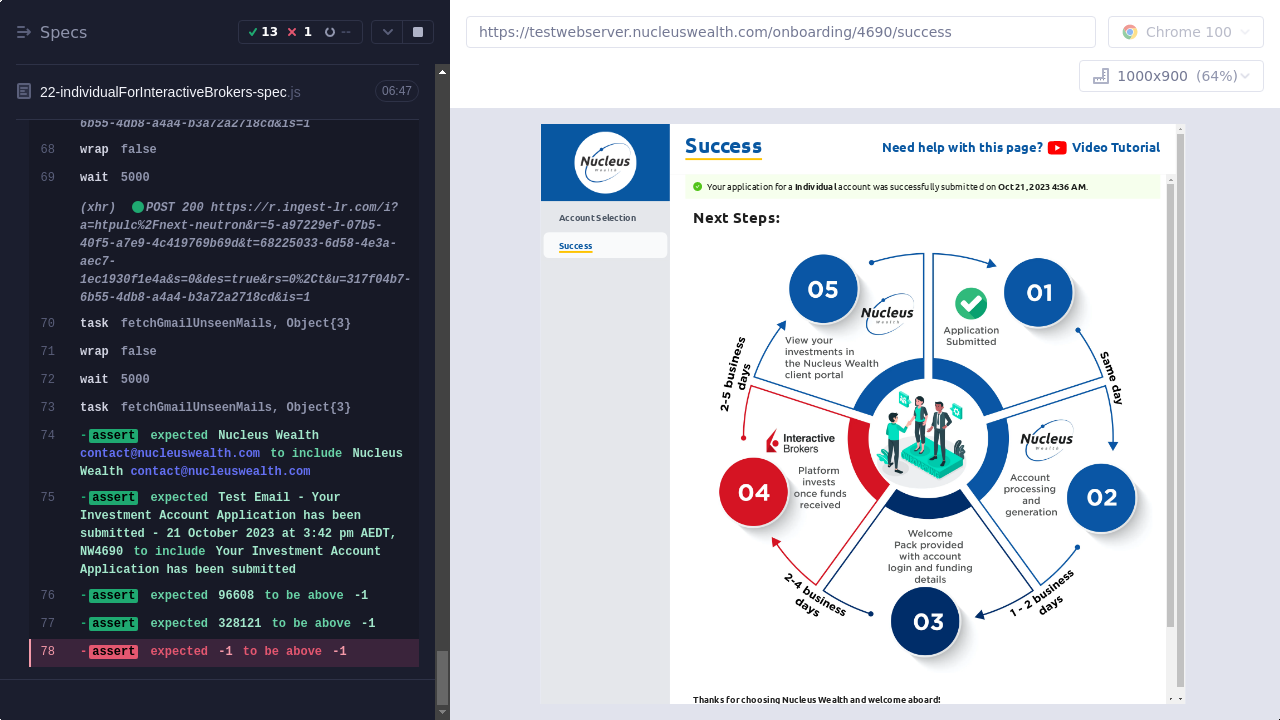 Specs
13
1
--
22-individualForInteractiveBrokers-spec.js
06:47
6b55-4db8-a4a4-b3a72a2718cd&is=1
68 wrap false
69 wait 5000
(xhr) POST 200 https://r.ingest-lr.com/i?
a=htpulc%2Fnext-neutron&r=5-a97229ef-07b5-
40f5-a7e9-4c419769b69d&t=68225033-6d58-4e3a-
aec7-
1ec1930f1e4a&s=0&des=true&rs=0%2Ct&u=317f04b7-
6b55-4db8-a4a4-b3a72a2718cd&is=1
70 task fetchGmailUnseenMails, Object{3}
71 wrap false
72 wait 5000
73 task fetchGmailUnseenMails, Object{3}
74 -assert expected Nucleus Wealth
contact@nucleuswealth.com to include Nucleus
Wealth contact@nucleuswealth.com
75 -assert expected Test Email - Your
Investment Account Application has been
submitted - 21 October 2023 at 3:42 pm AEDT,
NW4690 to include Your Investment Account
Application has been submitted
76 -assert expected 96608 to be above -1
77 -assert expected 328121 to be above -1
78 -assert expected -1 to be above -1
https://testwebserver.nucleuswealth.com/onboarding/4690/success
Chrome 100
1000x900 (64%)
Nucleus
Wealth
Account Selection
Success
Success
Need help with this page? Video Tutorial
Your application for a Individual account was successfully submitted on Oct 21, 2023 4:36 AM.
Next Steps:
01
Application
Submitted
Same day
Nucleus
Wealth
02
Account
processing
and
generation
1 - 2 business
days
03
Welcome
Pack provided
with account
login and funding
details
2-4 business
days
04
Interactive
Brokers
Platform
invests
once funds
received
2-5 business
days
05
Nucleus
Wealth
View your
investments in
the Nucleus Wealth
client portal
Thanks for choosing Nucleus Wealth and welcome aboard!